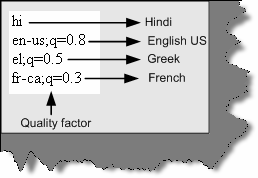 hi Hindi
en-us;q=0.8 English US
el;q=0.5 Greek
fr-ca;q=0.3 French
Quality factor